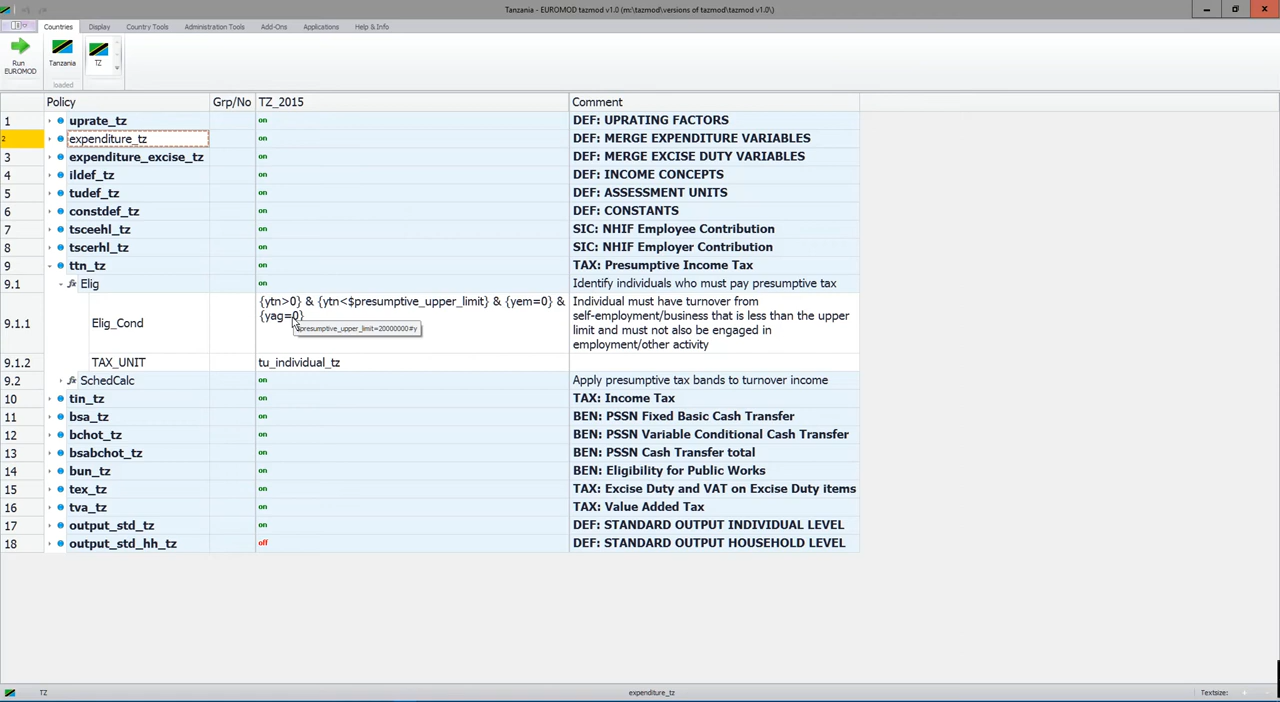 Tanzania - EUROMOD tazmod v1.0 (m:\tazmod\versions of tazmod\tazmod v1.0\)
Countries Display Country Tools Administration Tools Add-Ons Applications Help & Info
Run EUROMOD
Tanzania
TZ
loaded
Policy Grp/No TZ_2015 Comment
1 uprate_tz on DEF: UPRATING FACTORS
2 expenditure_tz on DEF: MERGE EXPENDITURE VARIABLES
3 expenditure_excise_tz on DEF: MERGE EXCISE DUTY VARIABLES
4 ildef_tz on DEF: INCOME CONCEPTS
5 tudef_tz on DEF: ASSESSMENT UNITS
6 constdef_tz on DEF: CONSTANTS
7 tsceehl_tz on SIC: NHIF Employee Contribution
8 tscerhl_tz on SIC: NHIF Employer Contribution
9 ttn_tz on TAX: Presumptive Income Tax
9.1 fx Elig on Identify individuals who must pay presumptive tax
9.1.1 Elig_Cond
{ytn>0} & {ytn<$presumptive_upper_limit} & {yem=0} &
{yag=0}
presumptive_upper_limit=20000000#y
Individual must have turnover from
self-employment/business that is less than the upper
limit and must not also be engaged in
employment/other activity
9.1.2 TAX_UNIT tu_individual_tz
9.2 fx SchedCalc on Apply presumptive tax bands to turnover income
10 tin_tz on TAX: Income Tax
11 bsa_tz on BEN: PSSN Fixed Basic Cash Transfer
12 bchot_tz on BEN: PSSN Variable Conditional Cash Transfer
13 bsabchot_tz on BEN: PSSN Cash Transfer total
14 bun_tz on BEN: Eligibility for Public Works
15 tex_tz on TAX: Excise Duty and VAT on Excise Duty items
16 tva_tz on TAX: Value Added Tax
17 output_std_tz on DEF: STANDARD OUTPUT INDIVIDUAL LEVEL
18 output_std_hh_tz off DEF: STANDARD OUTPUT HOUSEHOLD LEVEL
TZ expenditure_tz Textsize: